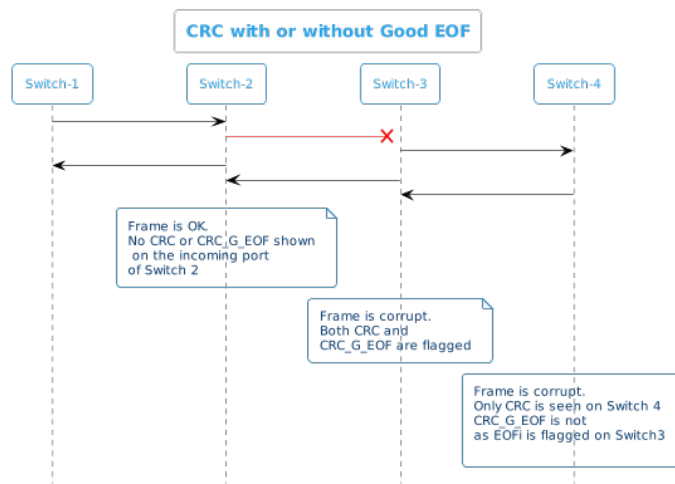 CRC with or without Good EOF
Switch-1
Switch-2
Switch-3
Switch-4
Frame is OK.
No CRC or CRC_G_EOF shown
on the incoming port
of Switch 2
Frame is corrupt.
Both CRC and
CRC_G_EOF are flagged
Frame is corrupt.
Only CRC is seen on Switch 4
CRC_G_EOF is not
as EOFi is flagged on Switch3